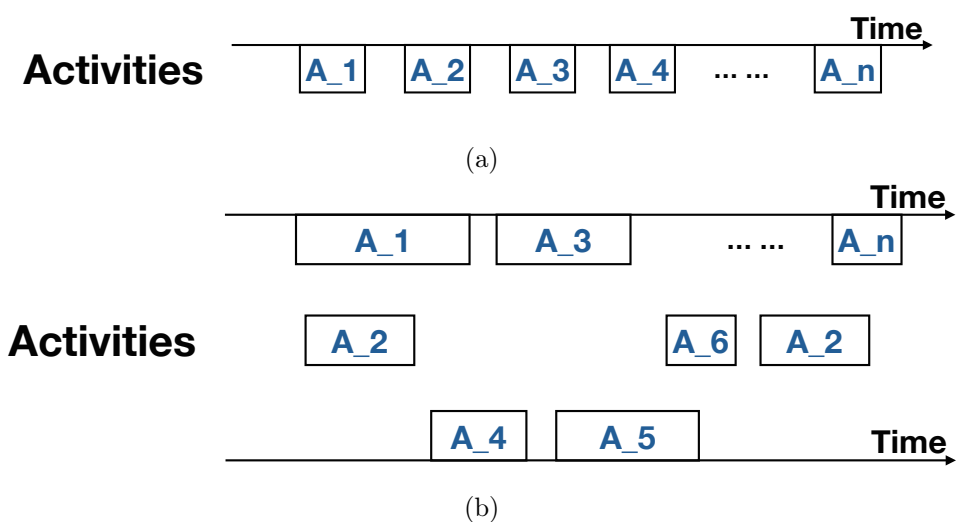 Time
Activities A_1 A_2 A_3 A_4 ... ... A_n
(a)
Time
A_1 A_3 ... ... A_n
Activities A_2 A_6 A_2
A_4 A_5 Time
(b)